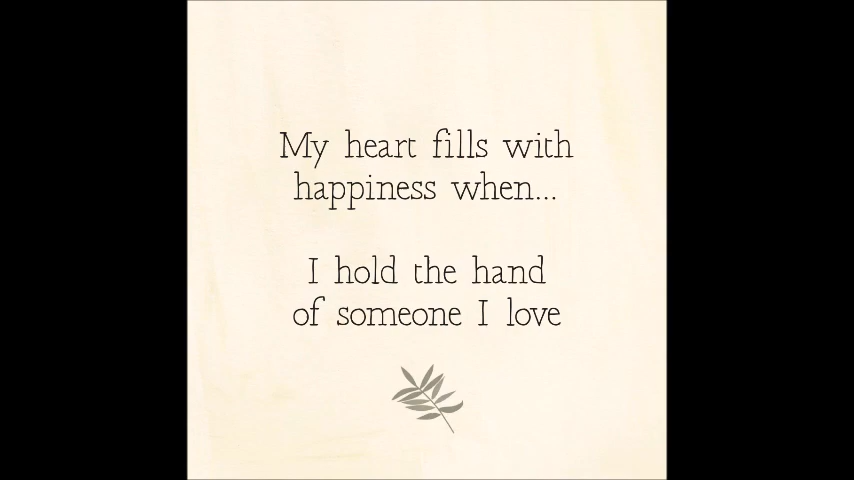 My heart fills with
happiness when...
I hold the hand
of someone I love